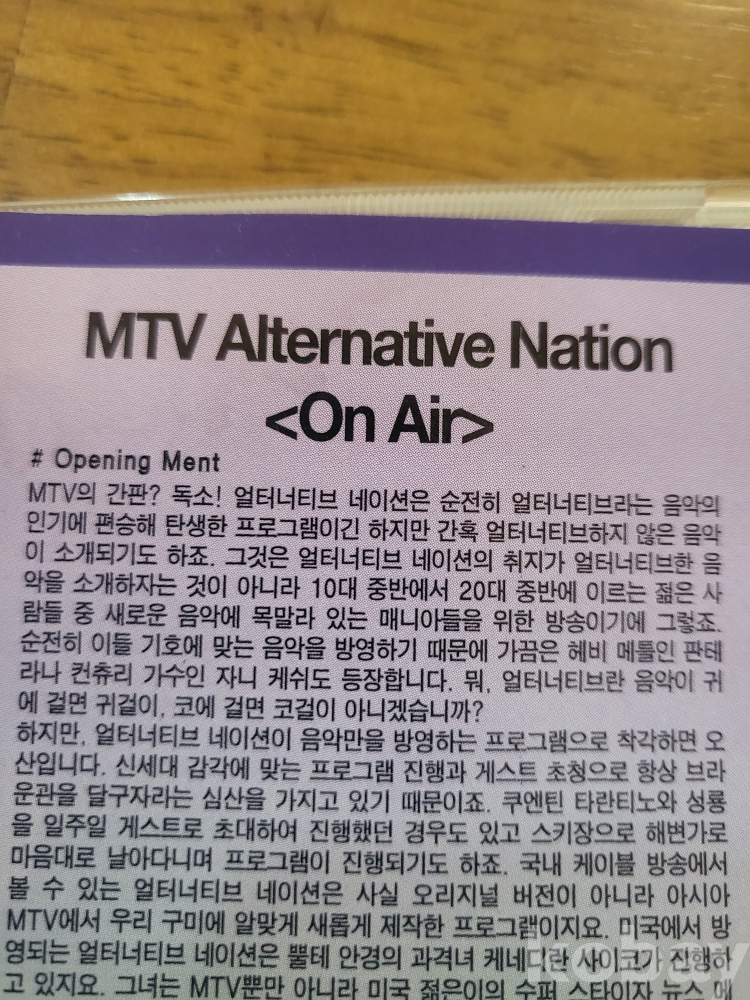 MTV Alternative Nation
<On Air>
# Opening Ment
MTV의 간판? 독소! 얼터너티브 네이션은 순전히 얼터너티브라는 음악의
인기에 편승해 탄생한 프로그램이긴 하지만 간혹 얼터너티브하지 않은 음악
이 소개되기도 하죠. 그것은 얼터너티브 네이션의 취지가 얼터너티브한 음
악을 소개하자는 것이 아니라 10대 중반에서 20대 중반에 이르는 젊은 사
람들 중 새로운 음악에 목말라 있는 매니아들을 위한 방송이기에 그렇죠.
순전히 이들 기호에 맞는 음악을 방영하기 때문에 가끔은 헤비 메틀인 판테
라나 컨츄리 가수인 자니 케쉬도 등장합니다. 뭐, 얼터너티브란 음악이 귀
에 걸면 귀걸이, 코에 걸면 코걸이 아니겠습니까?
하지만, 얼터너티브 네이션이 음악만을 방영하는 프로그램으로 착각하면 오
산입니다. 신세대 감각에 맞는 프로그램 진행과 게스트 초청으로 항상 브라
운관을 달구자라는 심산을 가지고 있기 때문이죠. 쿠엔틴 타란티노와 성룡
을 일주일 게스트로 초대하여 진행했던 경우도 있고 스키장으로 해변가로
마음대로 날아다니며 프로그램이 진행되기도 하죠. 국내 케이블 방송에서
볼 수 있는 얼터너티브 네이션은 사실 오리지널 버전이 아니라 아시아
MTV에서 우리 구미에 알맞게 새롭게 제작한 프로그램이지요. 미국에서 방
영되는 얼터너티브 네이션은 뿔테 안경의 과격녀 케네디란 사이코가 진행하
고 있지요. 그녀는 MTV뿐만 아니라 미국 젊은이의 수퍼 스타이자 뉴스 메
kobay